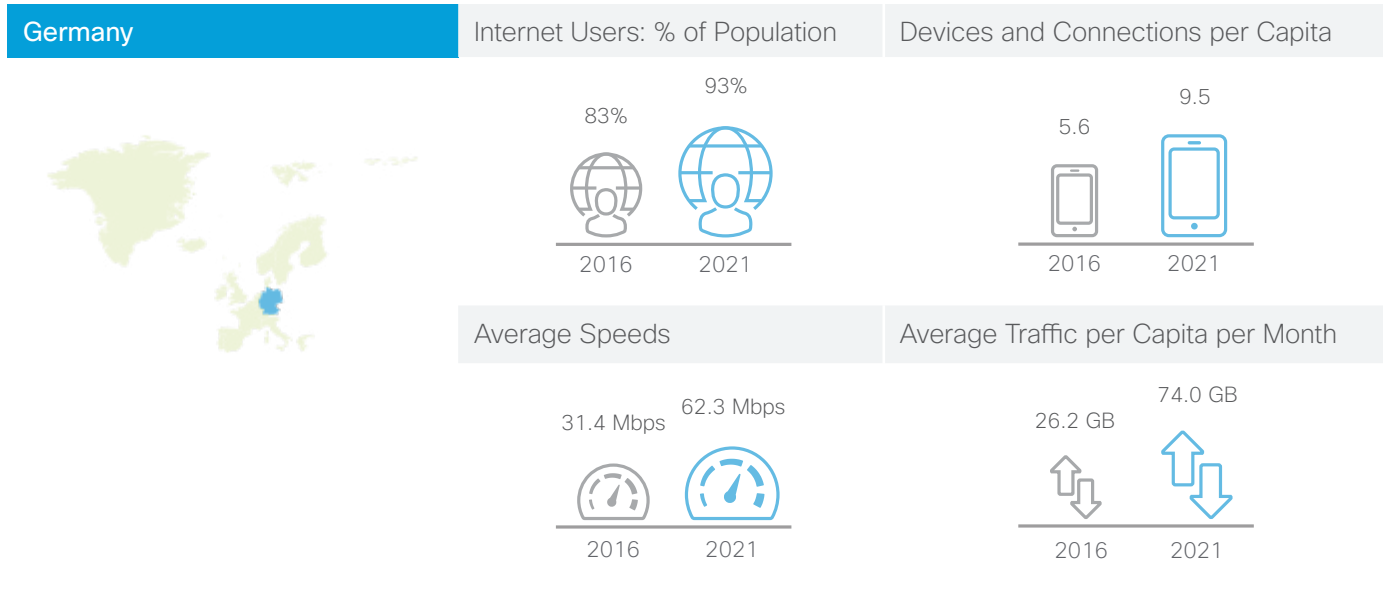 Germany
Internet Users: % of Population
Devices and Connections per Capita
83%
93%
2016
2021
5.6
9.5
2016
2021
Average Speeds
Average Traffic per Capita per Month
31.4 Mbps
62.3 Mbps
2016
2021
26.2 GB
74.0 GB
2016
2021